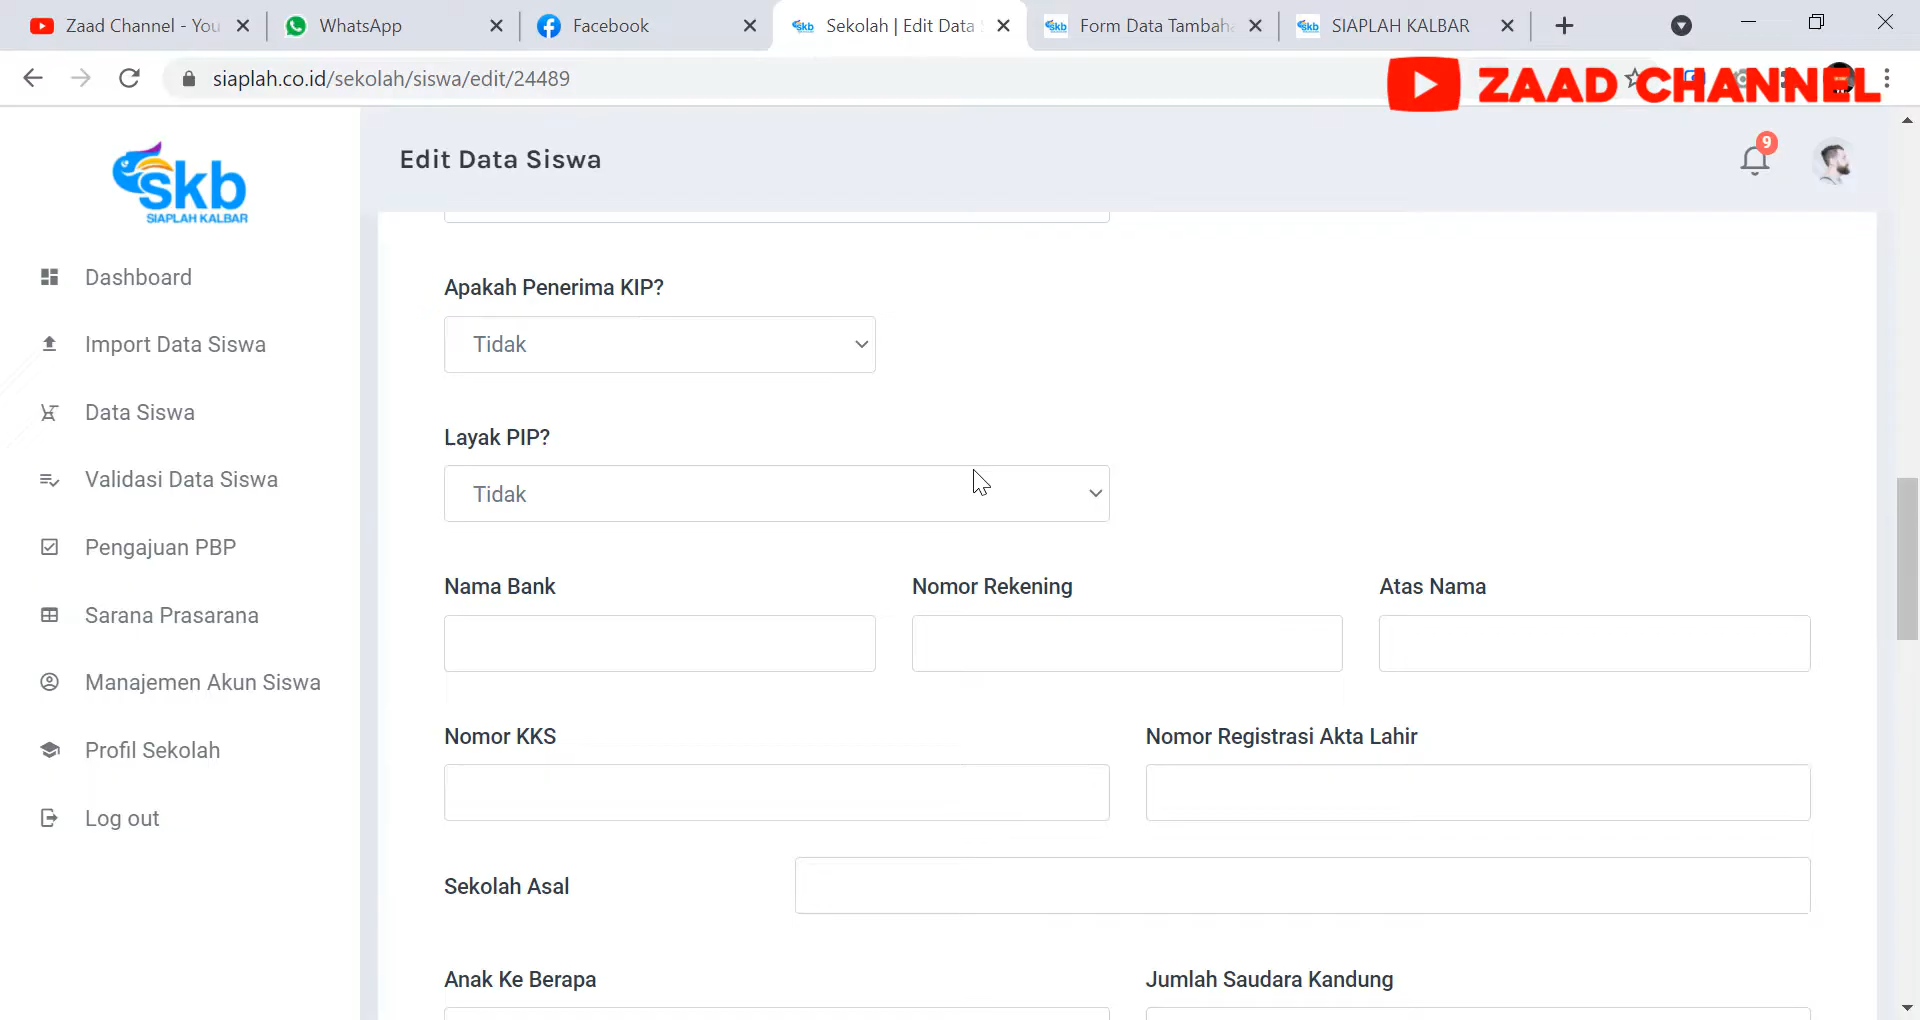 Zaad Channel - You
WhatsApp
Facebook
Sekolah | Edit Data
Form Data Tambah
SIAPLAH KALBAR
siaplah.co.id/sekolah/siswa/edit/24489
ZAAD CHANNEL
skb
SIAPLAH KALBAR
Edit Data Siswa
9
Dashboard
Import Data Siswa
Data Siswa
Validasi Data Siswa
Pengajuan PBP
Sarana Prasarana
Manajemen Akun Siswa
Profil Sekolah
Log out
Apakah Penerima KIP?
Tidak
Layak PIP?
Tidak
Nama Bank
Nomor Rekening
Atas Nama
Nomor KKS
Nomor Registrasi Akta Lahir
Sekolah Asal
Anak Ke Berapa
Jumlah Saudara Kandung